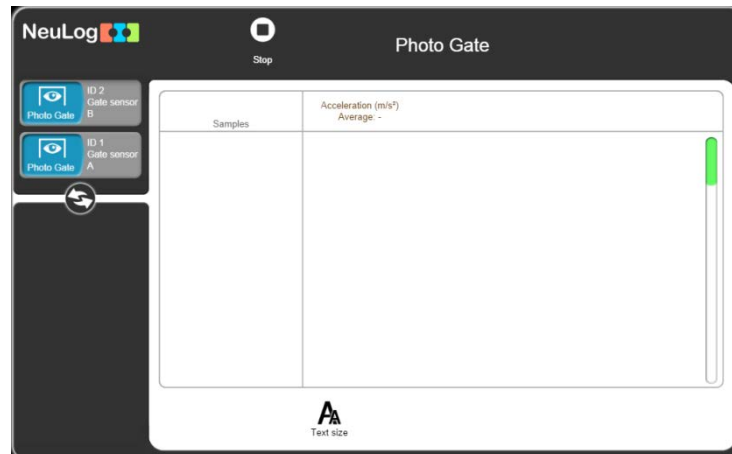 NeuLog
Stop
Photo Gate
ID 2
Gate sensor
B
Photo Gate
ID 1
Gate sensor
A
Photo Gate
Samples
Acceleration (m/s²)
Average: -
Text size